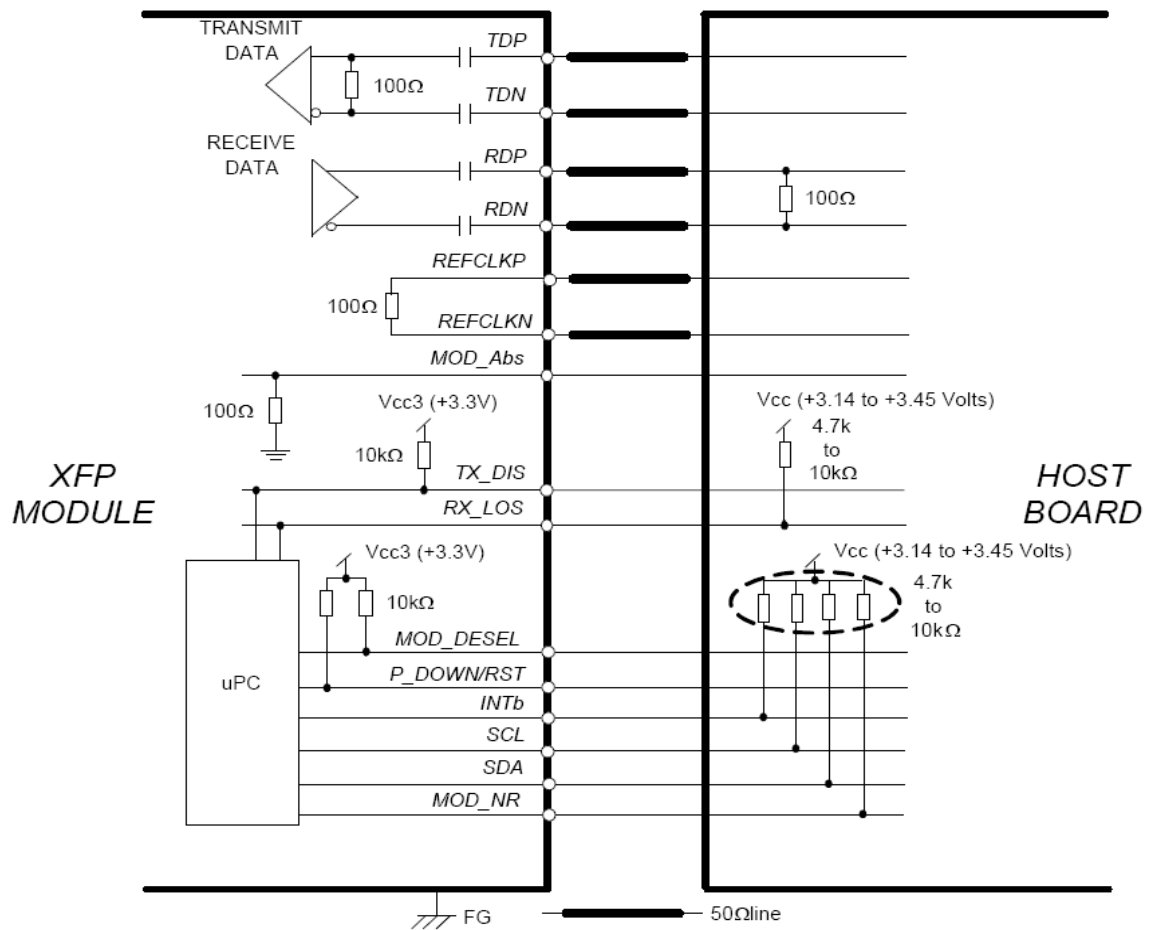 TRANSMIT
DATA
TDP
100Ω
TDN
RECEIVE
DATA
RDP
100Ω
RDN
REFCLKP
100Ω
REFCLKN
MOD_Abs
100Ω
Vcc3 (+3.3V)
Vcc (+3.14 to +3.45 Volts)
4.7k
to
10kΩ
10kΩ
TX_DIS
XFP
MODULE
HOST
BOARD
RX_LOS
Vcc3 (+3.3V)
Vcc (+3.14 to +3.45 Volts)
4.7k
to
10kΩ
10kΩ
MOD_DESEL
uPC
P_DOWN/RST
INTb
SCL
SDA
MOD_NR
FG
50Ωline